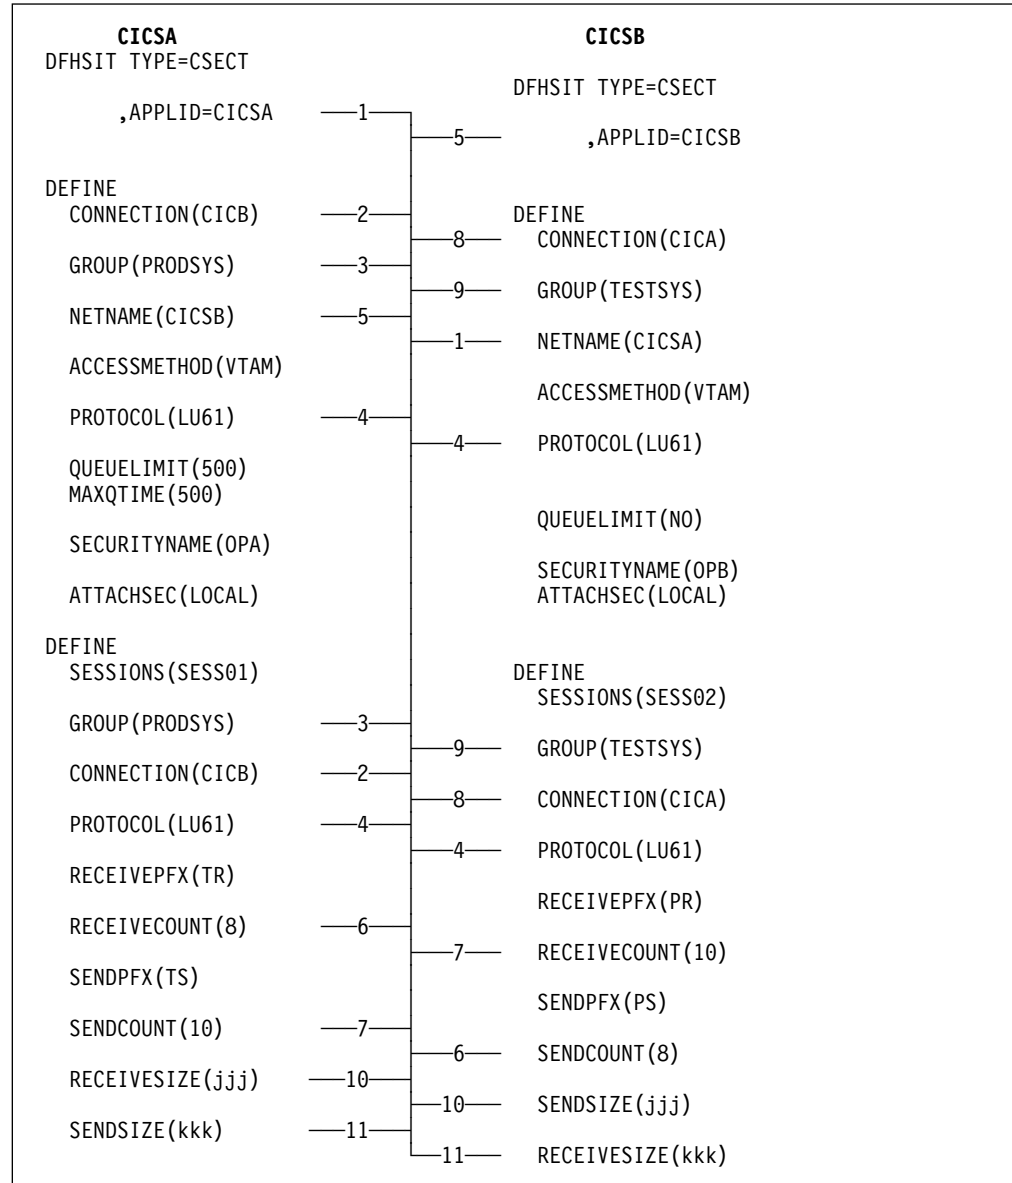 CICSA
DFHSIT TYPE=CSECT
,APPLID=CICSA 1
DEFINE
CONNECTION(CICB) 2
GROUP(PRODSYS) 3
NETNAME(CICSB) 5
ACCESSMETHOD(VTAM)
PROTOCOL(LU61) 4
QUEUELIMIT(500)
MAXQTIME(500)
SECURITYNAME(OPA)
ATTACHSEC(LOCAL)
DEFINE
SESSIONS(SESS01)
GROUP(PRODSYS) 3
CONNECTION(CICB) 2
PROTOCOL(LU61) 4
RECEIVEPFX(TR)
RECEIVECOUNT(8) 6
SENDPFX(TS)
SENDCOUNT(10) 7
RECEIVESIZE(jjj) 10
SENDSIZE(kkk) 11
CICSB
DFHSIT TYPE=CSECT
5 ,APPLID=CICSB
DEFINE
8 CONNECTION(CICA)
9 GROUP(TESTSYS)
1 NETNAME(CICSA)
ACCESSMETHOD(VTAM)
4 PROTOCOL(LU61)
QUEUELIMIT(NO)
SECURITYNAME(OPB)
ATTACHSEC(LOCAL)
DEFINE
SESSIONS(SESS02)
9 GROUP(TESTSYS)
8 CONNECTION(CICA)
4 PROTOCOL(LU61)
RECEIVEPFX(PR)
7 RECEIVECOUNT(10)
SENDPFX(PS)
6 SENDCOUNT(8)
10 SENDSIZE(jjj)
11 RECEIVESIZE(kkk)